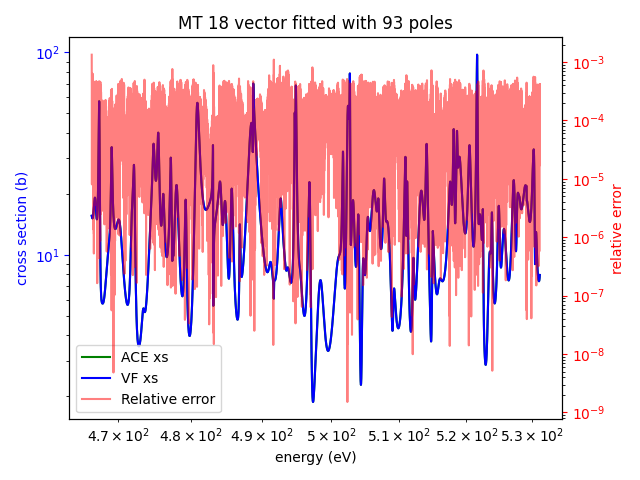 MT 18 vector fitted with 93 poles
cross section (b)
10²
10¹
ACE xs
VF xs
Relative error
10⁻³
10⁻⁴
10⁻⁵
10⁻⁶
10⁻⁷
10⁻⁸
10⁻⁹
relative error
4.7 × 10² 4.8 × 10² 4.9 × 10² 5 × 10² 5.1 × 10² 5.2 × 10² 5.3 × 10²
energy (eV)